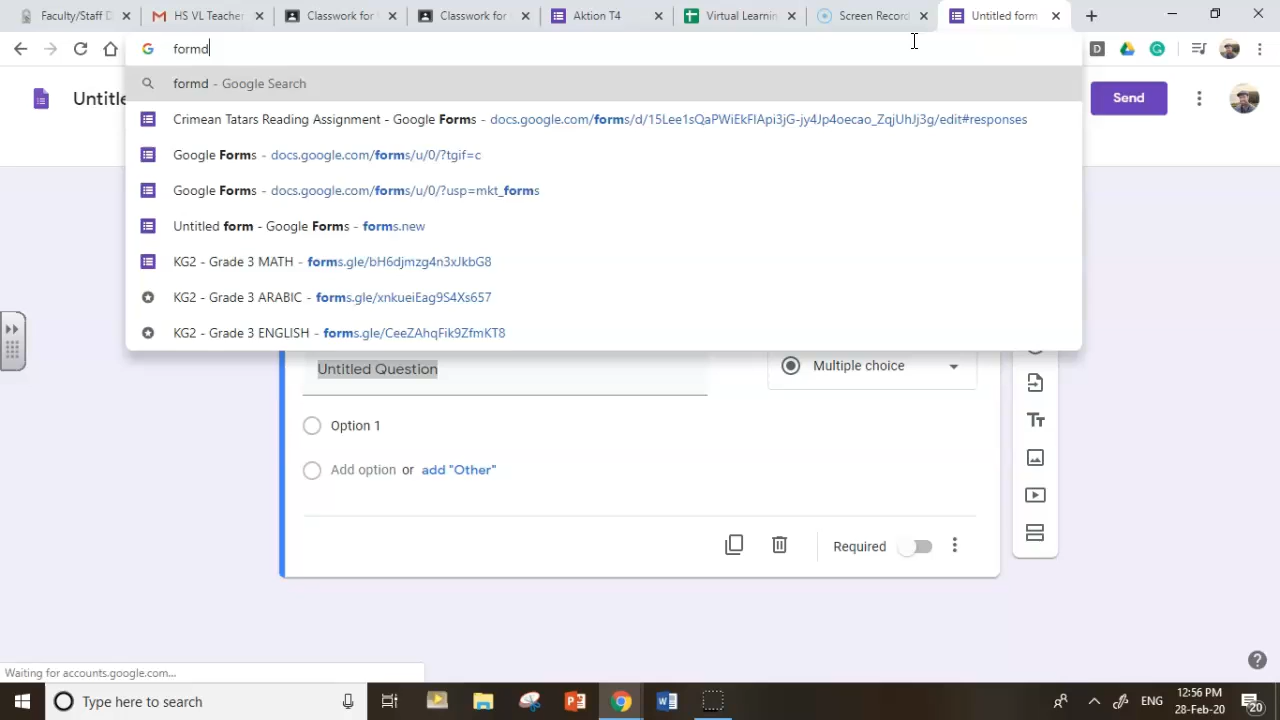 Faculty/Staff D
HS VL Teache
Classwork for
Classwork for
Aktion T4
Virtual Learnin
Screen Record
Untitled form
formd
D
formd - Google Search
Untitle
Send
Crimean Tatars Reading Assignment - Google Forms - docs.google.com/forms/d/15Lee1sQaPWiEkFlApi3jG-jy4Jp4oecao_ZqjUhJj3g/edit#responses
Google Forms - docs.google.com/forms/u/0/?tgif=c
Google Forms - docs.google.com/forms/u/0/?usp=mkt_forms
Untitled form - Google Forms - forms.new
KG2 - Grade 3 MATH - forms.gle/bH6djmzg4n3xJkbG8
KG2 - Grade 3 ARABIC - forms.gle/xnkueiEag9S4Xs657
KG2 - Grade 3 ENGLISH - forms.gle/CeeZAhqFik9ZfmKT8
Untitled Question
Multiple choice
Option 1
Add option or add "Other"
Required
Waiting for accounts.google.com...
Type here to search
ENG
12:56 PM
28-Feb-20
20